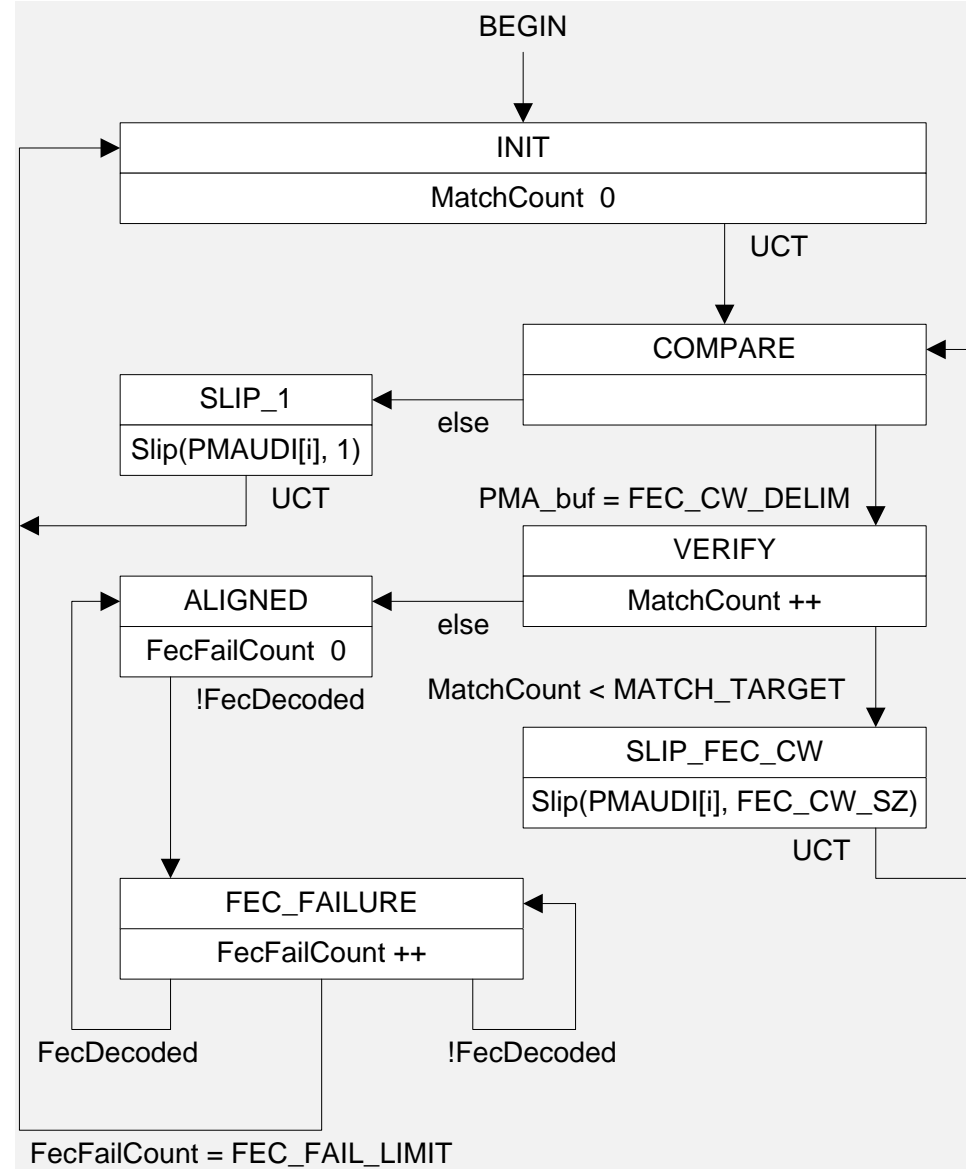 BEGIN
INIT
MatchCount 0
UCT
COMPARE
SLIP_1
else
Slip(PMAUDI[i], 1)
UCT
PMA_buf = FEC_CW_DELIM
VERIFY
ALIGNED
MatchCount ++
else
FecFailCount 0
!FecDecoded
MatchCount < MATCH_TARGET
SLIP_FEC_CW
Slip(PMAUDI[i], FEC_CW_SZ)
UCT
FEC_FAILURE
FecFailCount ++
FecDecoded
!FecDecoded
FecFailCount = FEC_FAIL_LIMIT